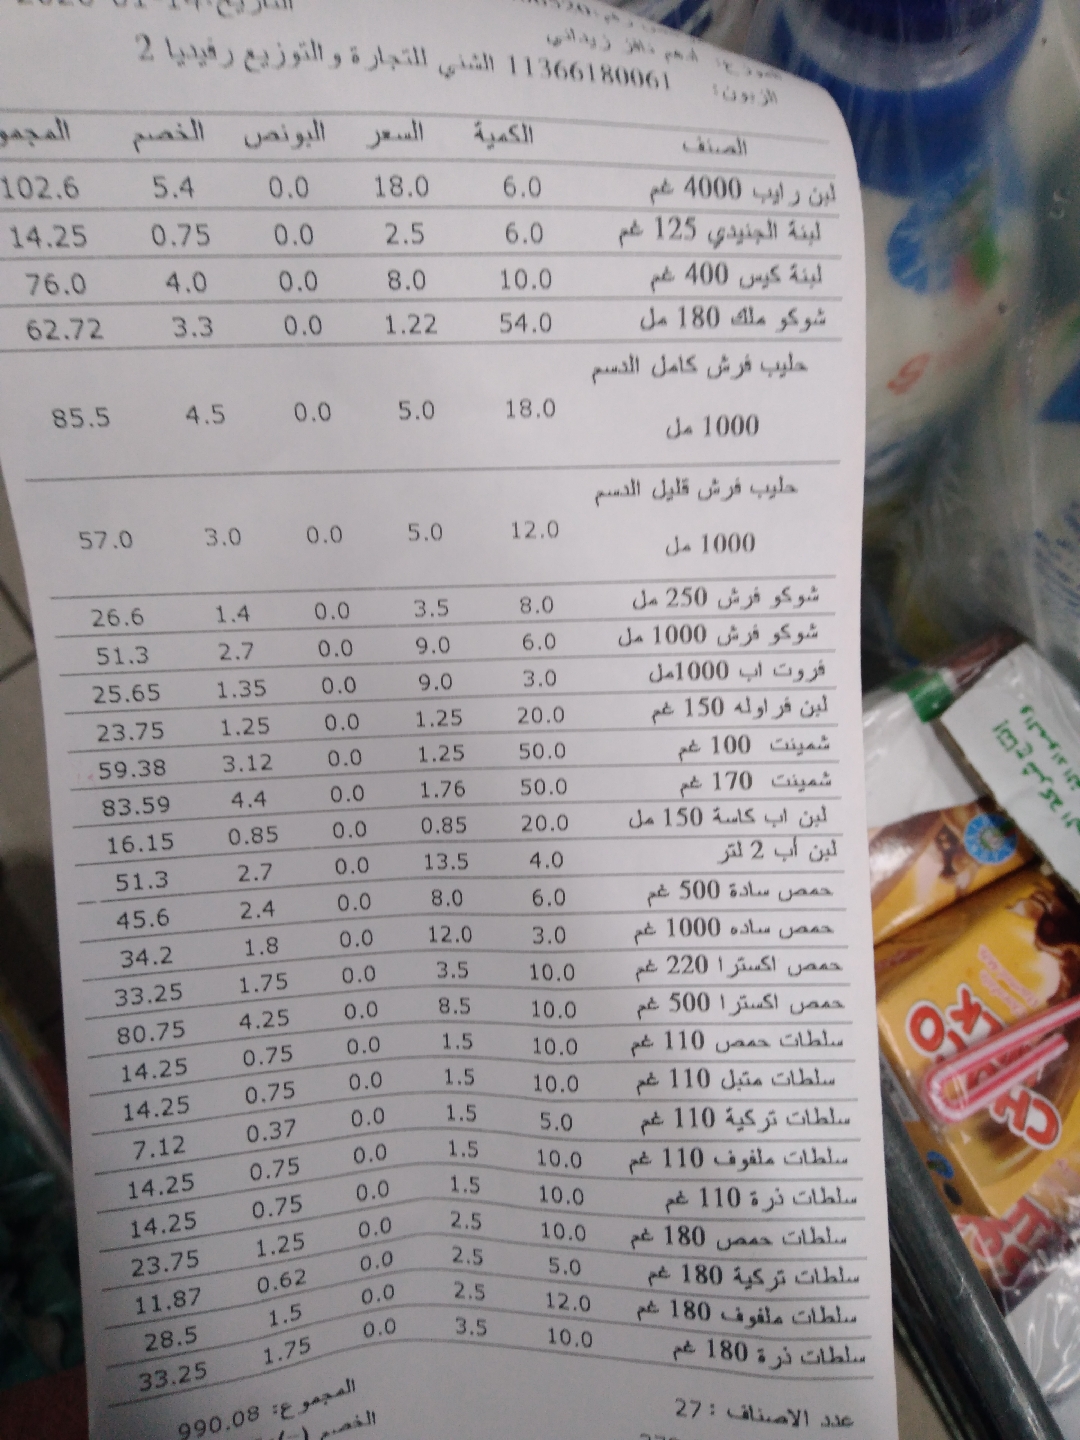 التاريخ: 14-01-2020
الموزع: ادهم نافز زيداني
الزبون: 11366180061 الشني للتجارة و التوزيع رفيديا 2
الصنف الكمية السعر البونص الخصم المجمو
لبن رايب 4000 غم 6.0 18.0 0.0 5.4 102.6
لبنة الجنيدي 125 غم 6.0 2.5 0.0 0.75 14.25
لبنة كيس 400 غم 10.0 8.0 0.0 4.0 76.0
شوكو ملك 180 مل 54.0 1.22 0.0 3.3 62.72
حليب فرش كامل الدسم
1000 مل 18.0 5.0 0.0 4.5 85.5
حليب فرش قليل الدسم
1000 مل 12.0 5.0 0.0 3.0 57.0
شوكو فرش 250 مل 8.0 3.5 0.0 1.4 26.6
شوكو فرش 1000 مل 6.0 9.0 0.0 2.7 51.3
فروت اب 1000مل 3.0 9.0 0.0 1.35 25.65
لبن فراوله 150 غم 20.0 1.25 0.0 1.25 23.75
شمينت 100 غم 50.0 1.25 0.0 3.12 59.38
شمينت 170 غم 50.0 1.76 0.0 4.4 83.59
لبن اب كاسة 150 مل 20.0 0.85 0.0 0.85 16.15
لبن أب 2 لتر 4.0 13.5 0.0 2.7 51.3
حمص سادة 500 غم 6.0 8.0 0.0 2.4 45.6
حمص ساده 1000 غم 3.0 12.0 0.0 1.8 34.2
حمص اكسترا 220 غم 10.0 3.5 0.0 1.75 33.25
حمص اكسترا 500 غم 10.0 8.5 0.0 4.25 80.75
سلطات حمص 110 غم 10.0 1.5 0.0 0.75 14.25
سلطات متبل 110 غم 10.0 1.5 0.0 0.75 14.25
سلطات تركية 110 غم 5.0 1.5 0.0 0.37 7.12
سلطات ملفوف 110 غم 10.0 1.5 0.0 0.75 14.25
سلطات ذرة 110 غم 10.0 1.5 0.0 0.75 14.25
سلطات حمص 180 غم 10.0 2.5 0.0 1.25 23.75
سلطات تركية 180 غم 5.0 2.5 0.0 0.62 11.87
سلطات ملفوف 180 غم 12.0 2.5 0.0 1.5 28.5
سلطات ذرة 180 غم 10.0 3.5 0.0 1.75 33.25
عدد الاصناف : 27 المجموع: 990.08
الخصم (-)